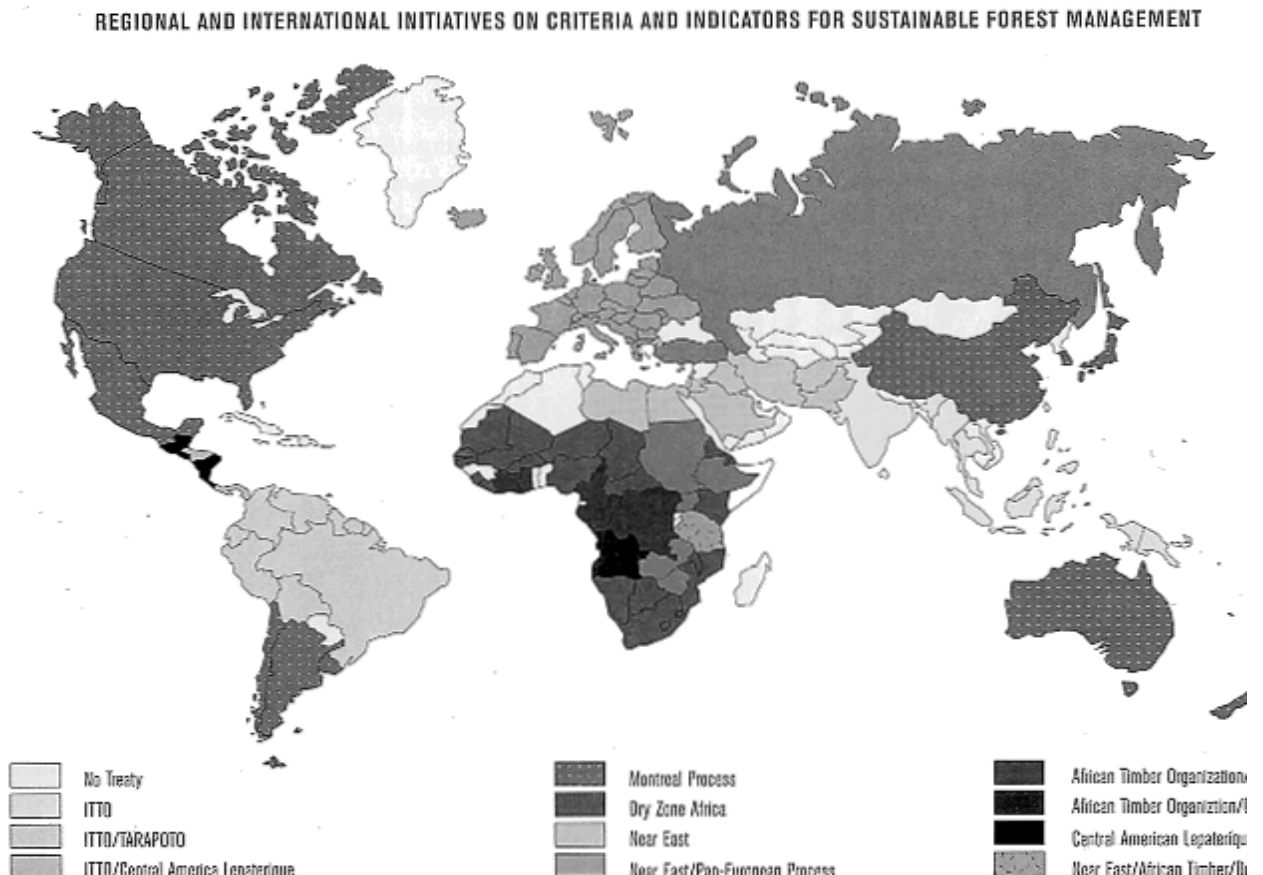 REGIONAL AND INTERNATIONAL INITIATIVES ON CRITERIA AND INDICATORS FOR SUSTAINABLE FOREST MANAGEMENT
No Treaty
ITTO
ITTO/TARAPOTO
ITTO/Central America Lepaterique
Montreal Process
Dry Zone Africa
Near East
Near East/Pan-European Process
African Timber Organization
African Timber Organiztion/
Central American Lepateriqu
Near East/African Timber/